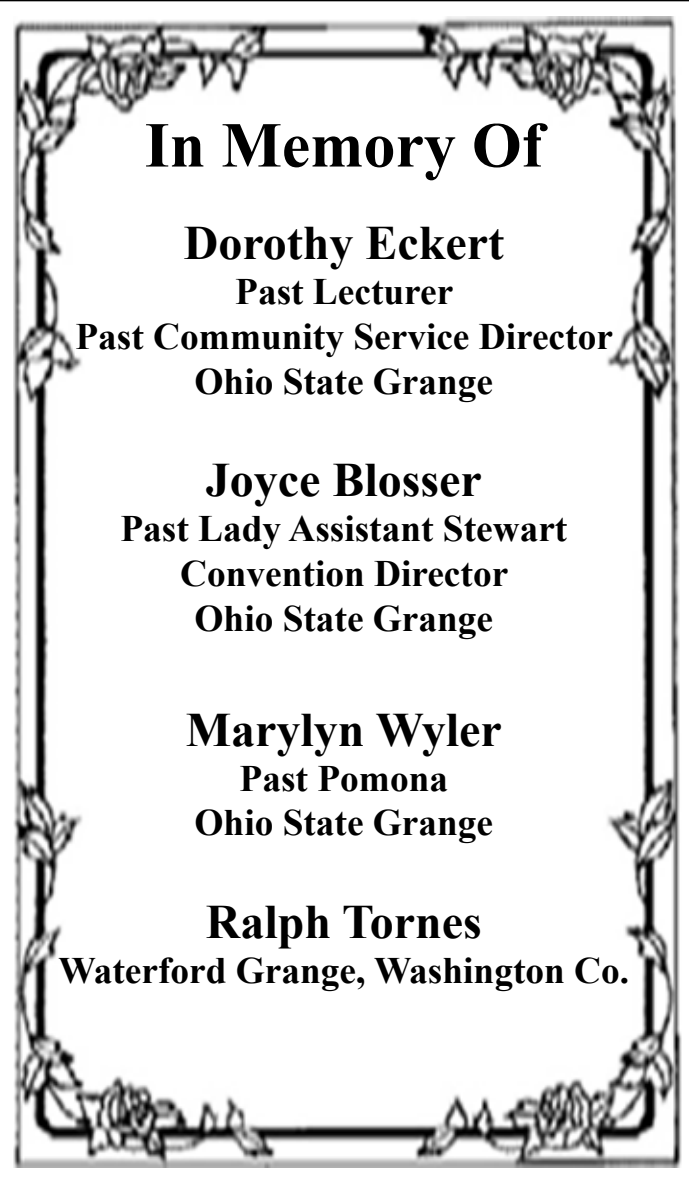 In Memory Of
Dorothy Eckert
Past Lecturer
Past Community Service Director
Ohio State Grange
Joyce Blosser
Past Lady Assistant Stewart
Convention Director
Ohio State Grange
Marylyn Wyler
Past Pomona
Ohio State Grange
Ralph Tornes
Waterford Grange, Washington Co.